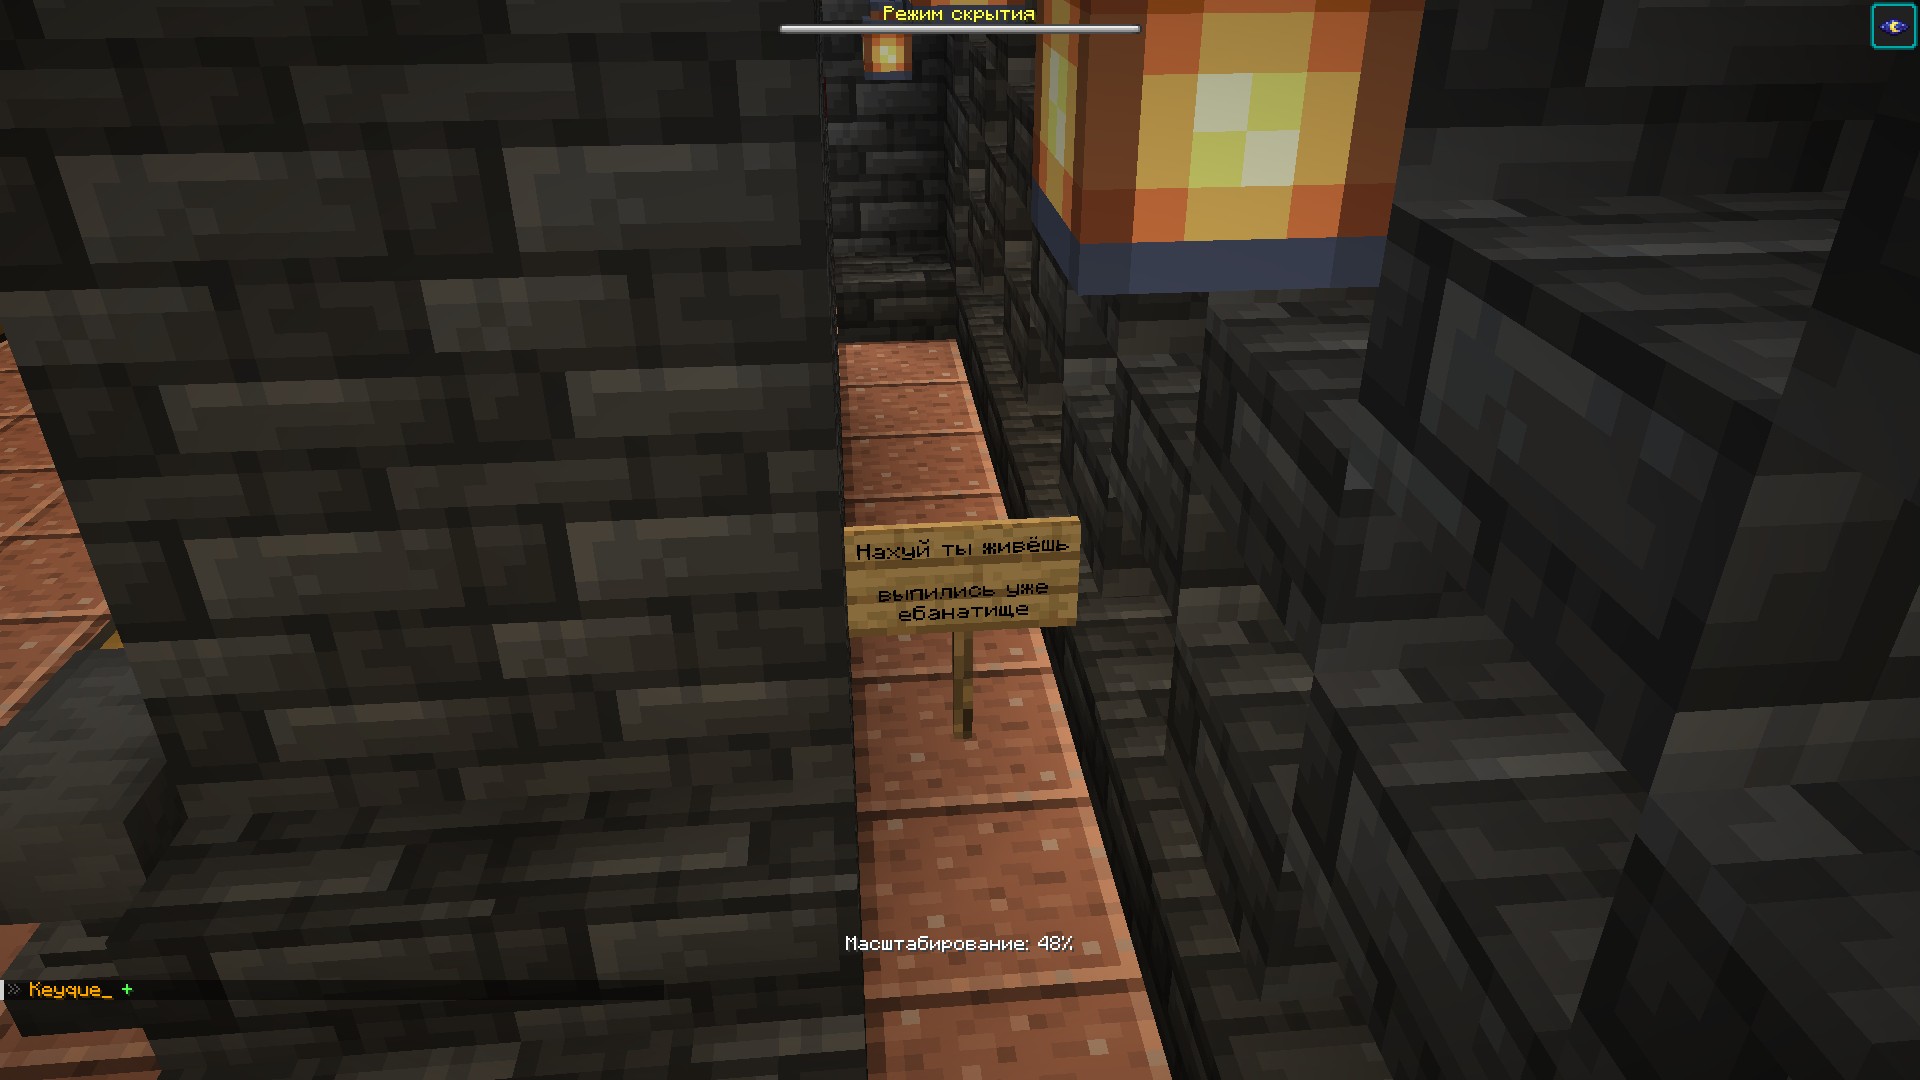 Режим скрытия
Нахуй ты живёшь
выпились уже
ебанатище
Масштабирование: 48%
» Keyque_ +